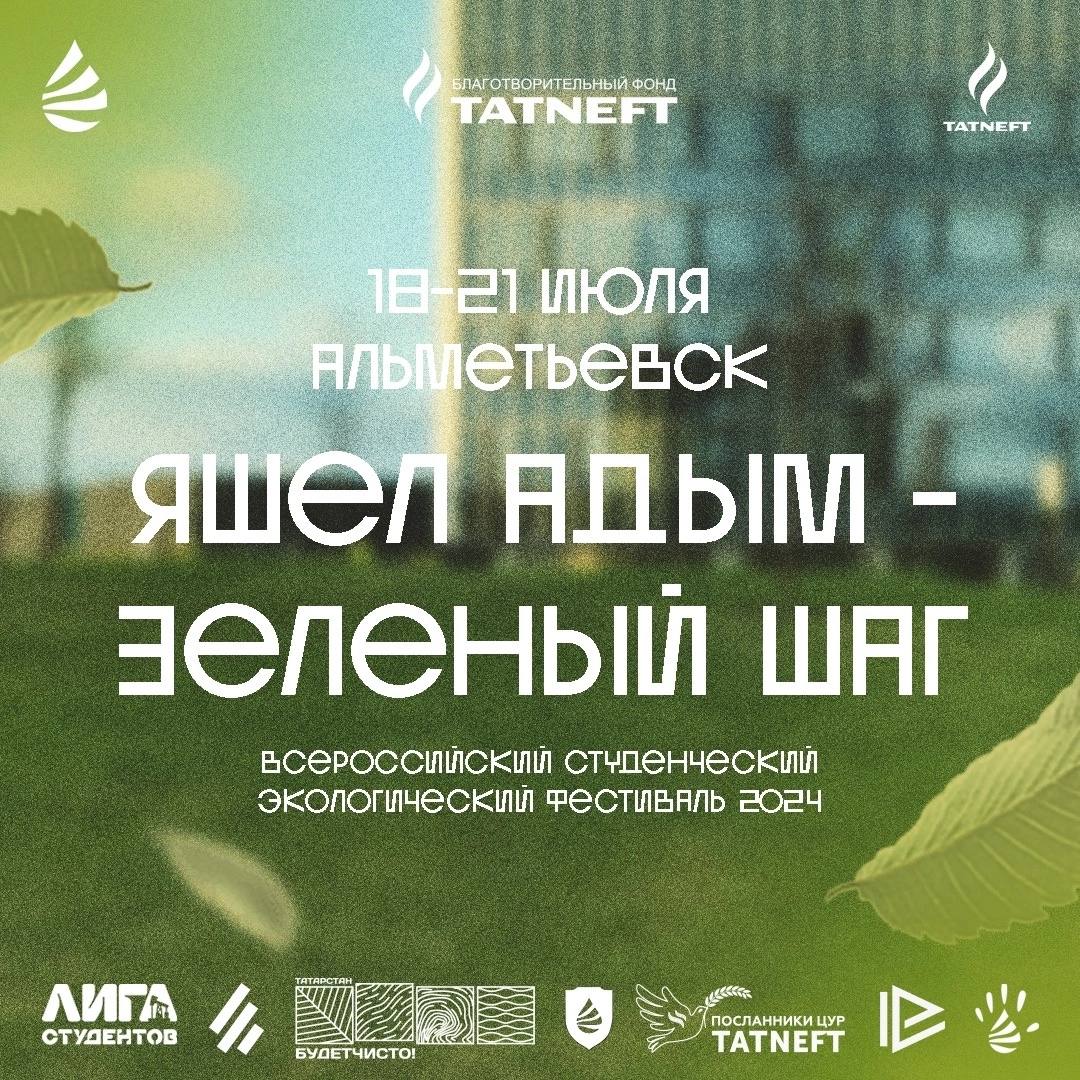 БЛАГОТВОРИТЕЛЬНЫЙ ФОНД
TATNEFT
TATNEFT
18-21 ИЮЛЯ
АЛЬМЕТЬЕВСК
ЯШЕЛ АДЫМ -
ЗЕЛЕНЫЙ ШАГ
ВСЕРОССИЙСКИЙ СТУДЕНЧЕСКИЙ
ЭКОЛОГИЧЕСКИЙ ФЕСТИВАЛЬ 2024
ЛИГА
СТУДЕНТОВ
ТАТАРСТАН
БУДЕТЧИСТО!
ПОСЛАННИКИ ЦУР
TATNEFT